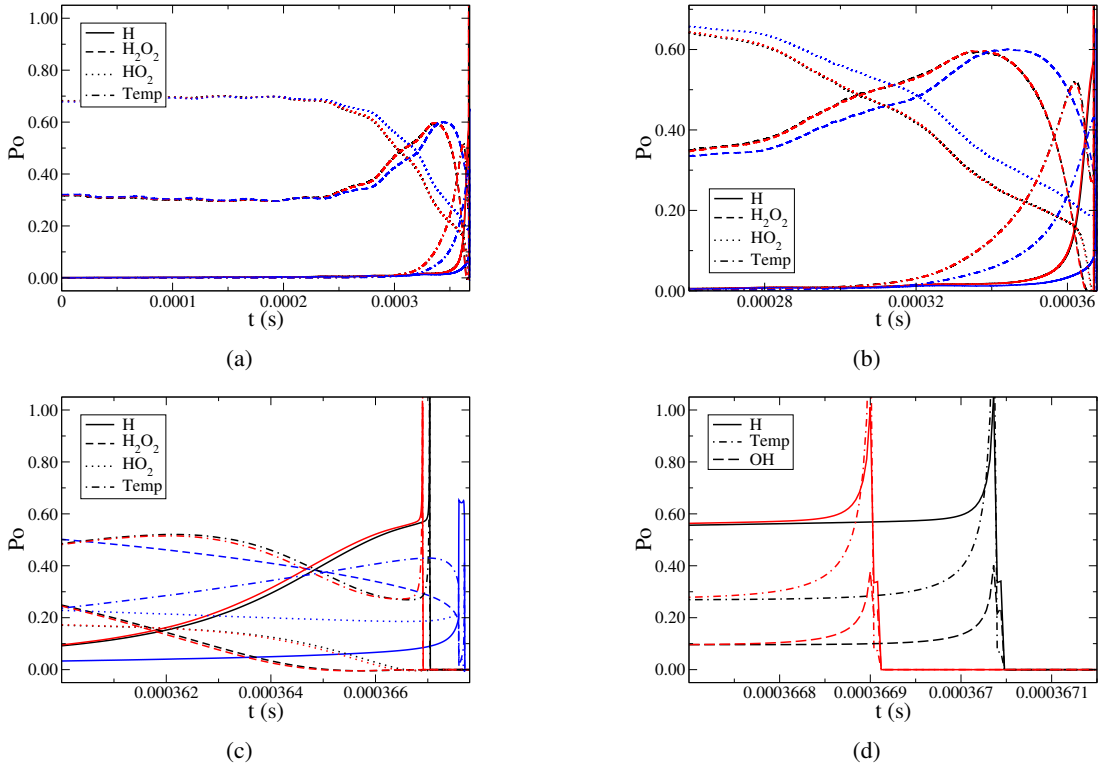 1.00
0.80
0.60
0.40
0.20
0.00
Po
H
H2O2
HO2
Temp
0 0.0001 0.0002 0.0003
t (s)
(a)
0.60
0.40
0.20
0.00
Po
H
H2O2
HO2
Temp
0.00028 0.00032 0.00036
t (s)
(b)
1.00
0.80
0.60
0.40
0.20
0.00
Po
H
H2O2
HO2
Temp
0.000362 0.000364 0.000366
t (s)
(c)
1.00
0.80
0.60
0.40
0.20
0.00
Po
H
Temp
OH
0.0003668 0.0003669 0.000367 0.0003671
t (s)
(d)